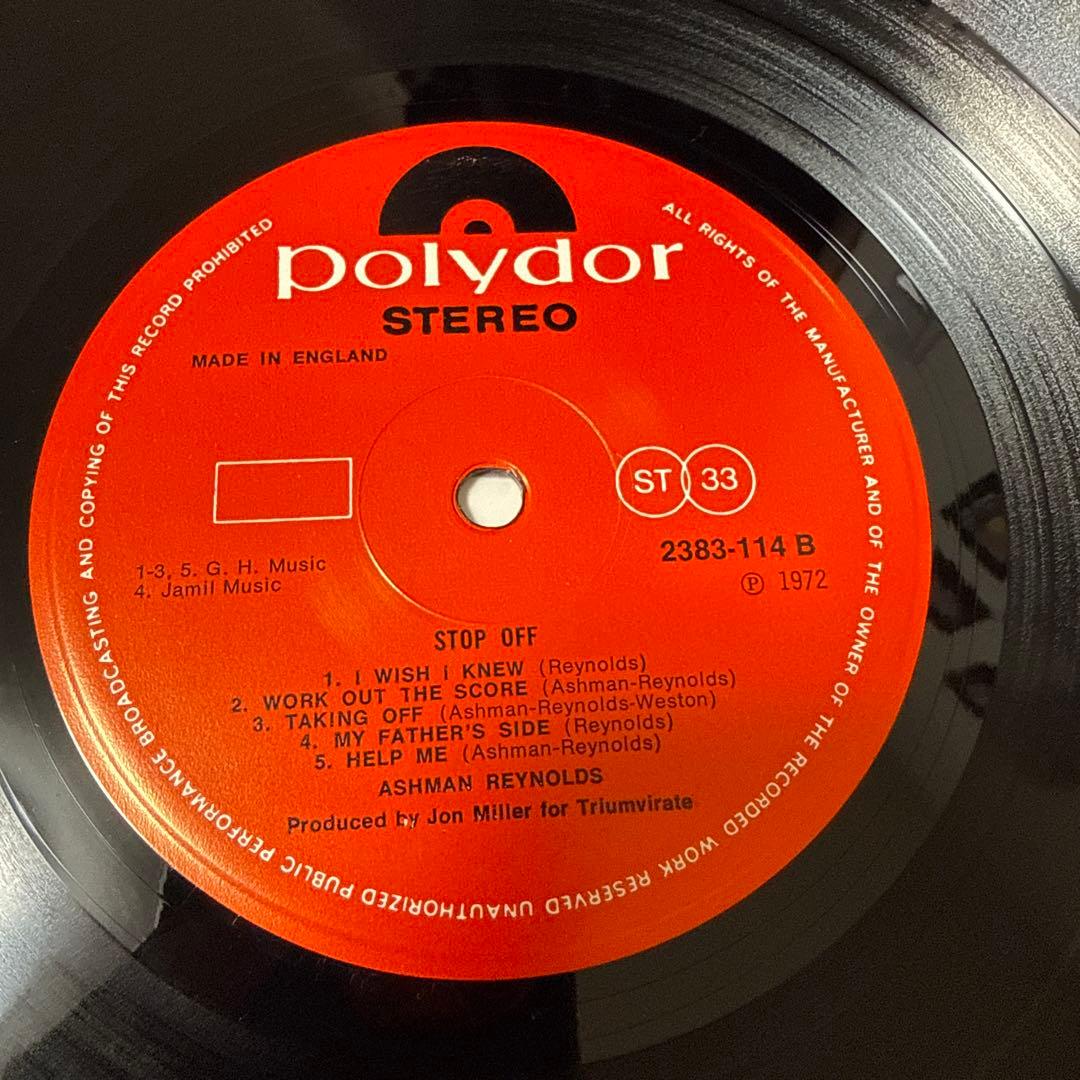 polydor
STEREO
MADE IN ENGLAND
ST 33
2383-114 B
℗ 1972
1-3, 5. G. H. Music
4. Jamil Music
STOP OFF
1. I WISH I KNEW (Reynolds)
2. WORK OUT THE SCORE (Ashman-Reynolds)
3. TAKING OFF (Ashman-Reynolds-Weston)
4. MY FATHER'S SIDE (Reynolds)
5. HELP ME (Ashman-Reynolds)
ASHMAN REYNOLDS
Produced by Jon Miller for Triumvirate
ALL RIGHTS OF THE MANUFACTURER AND OF THE OWNER OF THE RECORDED WORK RESERVED UNAUTHORIZED PUBLIC PERFORMANCE BROADCASTING AND COPYING OF THIS RECORD PROHIBITED